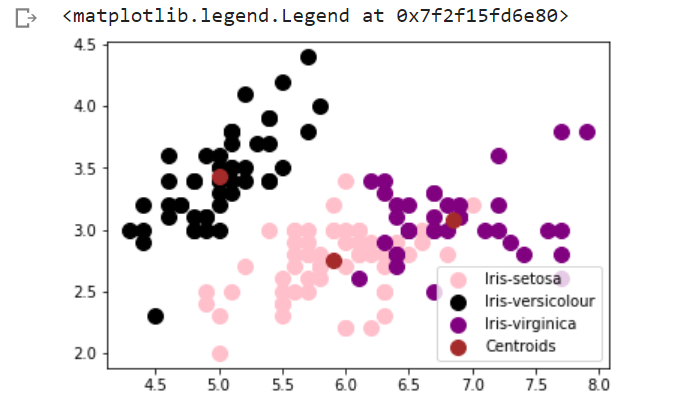 <matplotlib.legend.Legend at 0x7f2f15fd6e80>
4.5
4.0
3.5
3.0
2.5
2.0
Iris-setosa
Iris-versicolour
Iris-virginica
Centroids
4.5 5.0 5.5 6.0 6.5 7.0 7.5 8.0